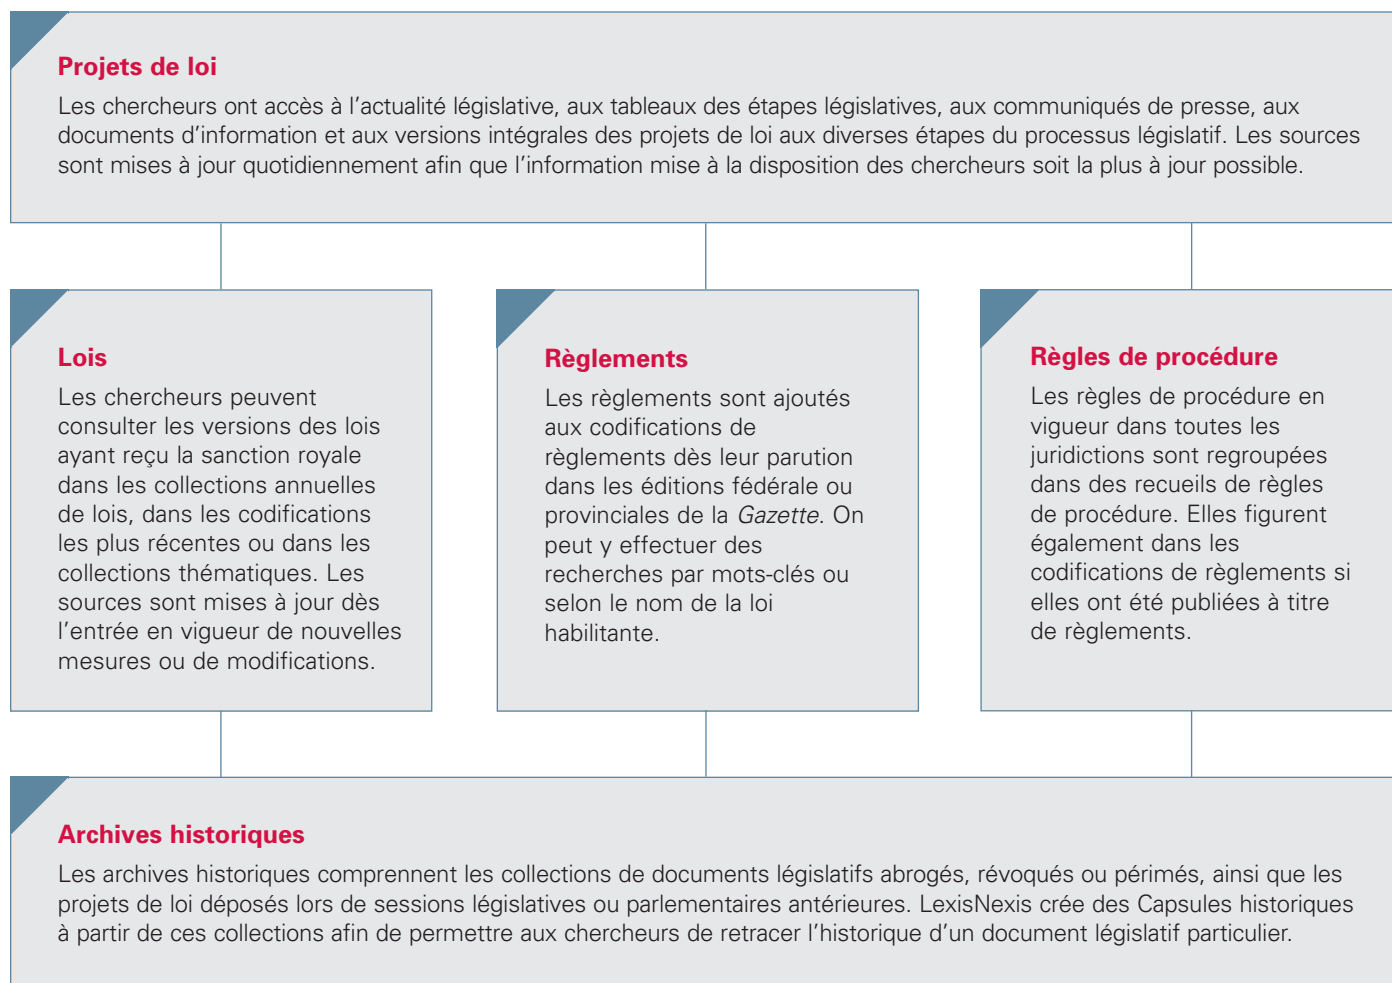 Projets de loi
Les chercheurs ont accès à l’actualité législative, aux tableaux des étapes législatives, aux communiqués de presse, aux
documents d’information et aux versions intégrales des projets de loi aux diverses étapes du processus législatif. Les sources
sont mises à jour quotidiennement afin que l’information mise à la disposition des chercheurs soit la plus à jour possible.
Lois
Les chercheurs peuvent
consulter les versions des lois
ayant reçu la sanction royale
dans les collections annuelles
de lois, dans les codifications
les plus récentes ou dans les
collections thématiques. Les
sources sont mises à jour dès
l’entrée en vigueur de nouvelles
mesures ou de modifications.
Règlements
Les règlements sont ajoutés
aux codifications de
règlements dès leur parution
dans les éditions fédérale ou
provinciales de la Gazette. On
peut y effectuer des
recherches par mots-clés ou
selon le nom de la loi
habilitante.
Règles de procédure
Les règles de procédure en
vigueur dans toutes les
juridictions sont regroupées
dans des recueils de règles
de procédure. Elles figurent
également dans les
codifications de règlements si
elles ont été publiées à titre
de règlements.
Archives historiques
Les archives historiques comprennent les collections de documents législatifs abrogés, révoqués ou périmés, ainsi que les
projets de loi déposés lors de sessions législatives ou parlementaires antérieures. LexisNexis crée des Capsules historiques
à partir de ces collections afin de permettre aux chercheurs de retracer l’historique d’un document législatif particulier.